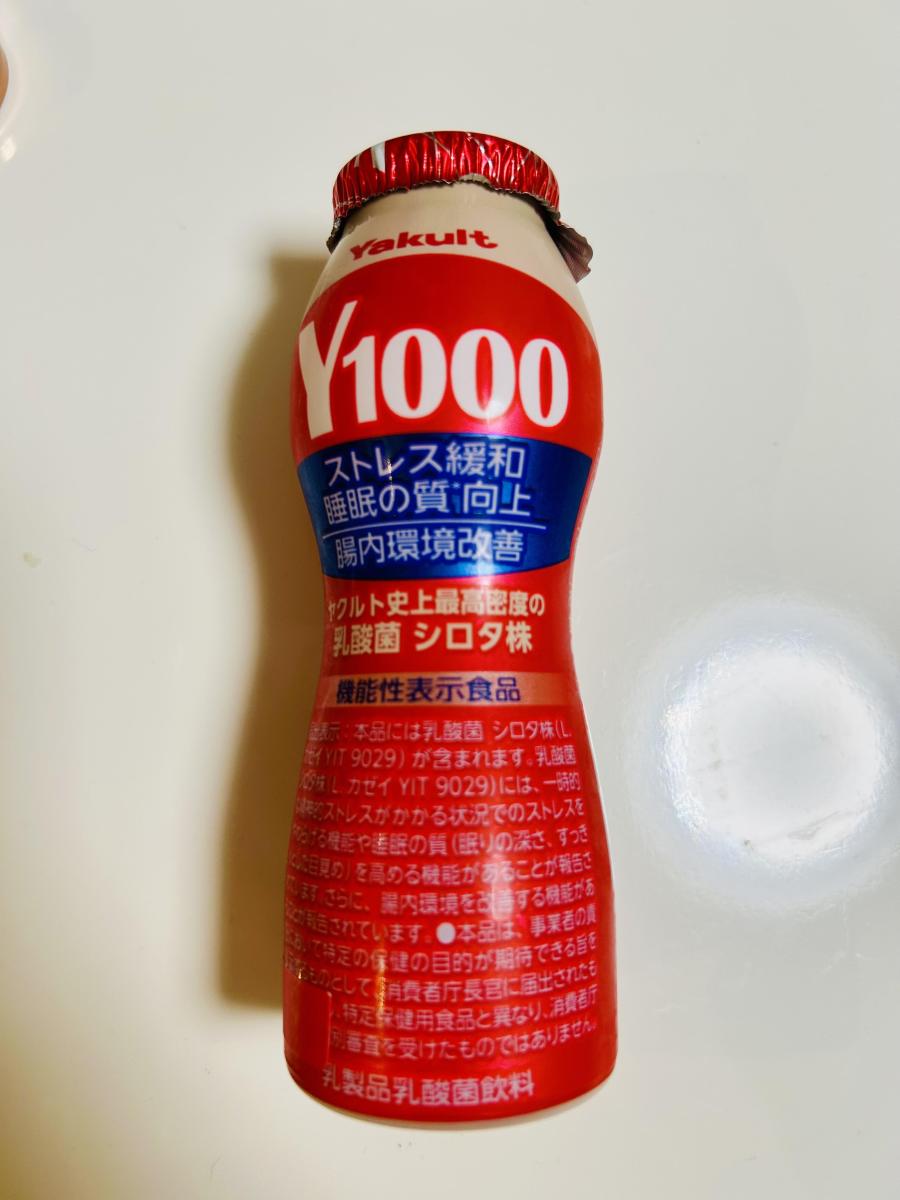 Yakult
Y1000
ストレス緩和
睡眠の質*向上
腸内環境改善
ヤクルト史上最高密度の
乳酸菌 シロタ株
機能性表示食品
表示:本品には乳酸菌 シロタ株(L.
カゼイ YIT 9029)が含まれます。乳酸菌
シロタ株(L. カゼイ YIT 9029)には、一時的
ストレスがかかる状況でのストレスを
機能や睡眠の質(眠りの深さ、すっき
目覚め)を高める機能があることが報告さ
います。さらに、腸内環境を改善する機能があ
が報告されています。●本品は、事業者の責
おいて特定の保健の目的が期待できる旨を
ものとして、消費者庁長官に届出されたも
、特定保健用食品と異なり、消費者庁
別審査を受けたものではありません。
乳製品乳酸菌飲料